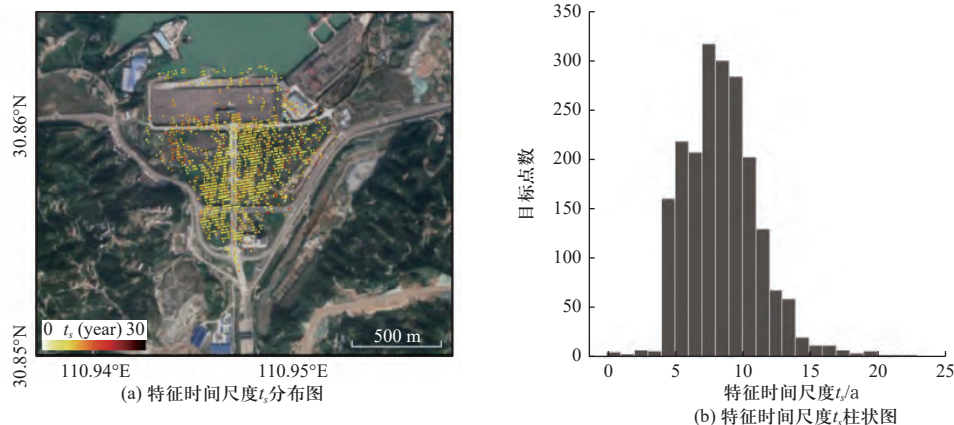 30.86°N
30.85°N
0 tₛ (year) 30
500 m
110.94°E
110.95°E
(a) 特征时间尺度tₛ分布图
350
300
250
200
150
100
50
0
目标点数
0
5
10
15
20
25
特征时间尺度tₛ/a
(b) 特征时间尺度tₛ柱状图